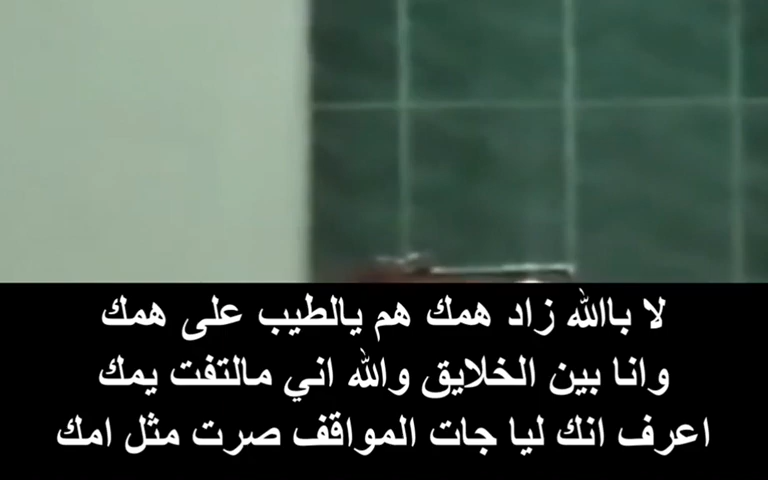 لا باالله زاد همك هم يالطيب على همك
وانا بين الخلايق والله اني مالتفت يمك
اعرف انك ليا جات المواقف صرت مثل امك